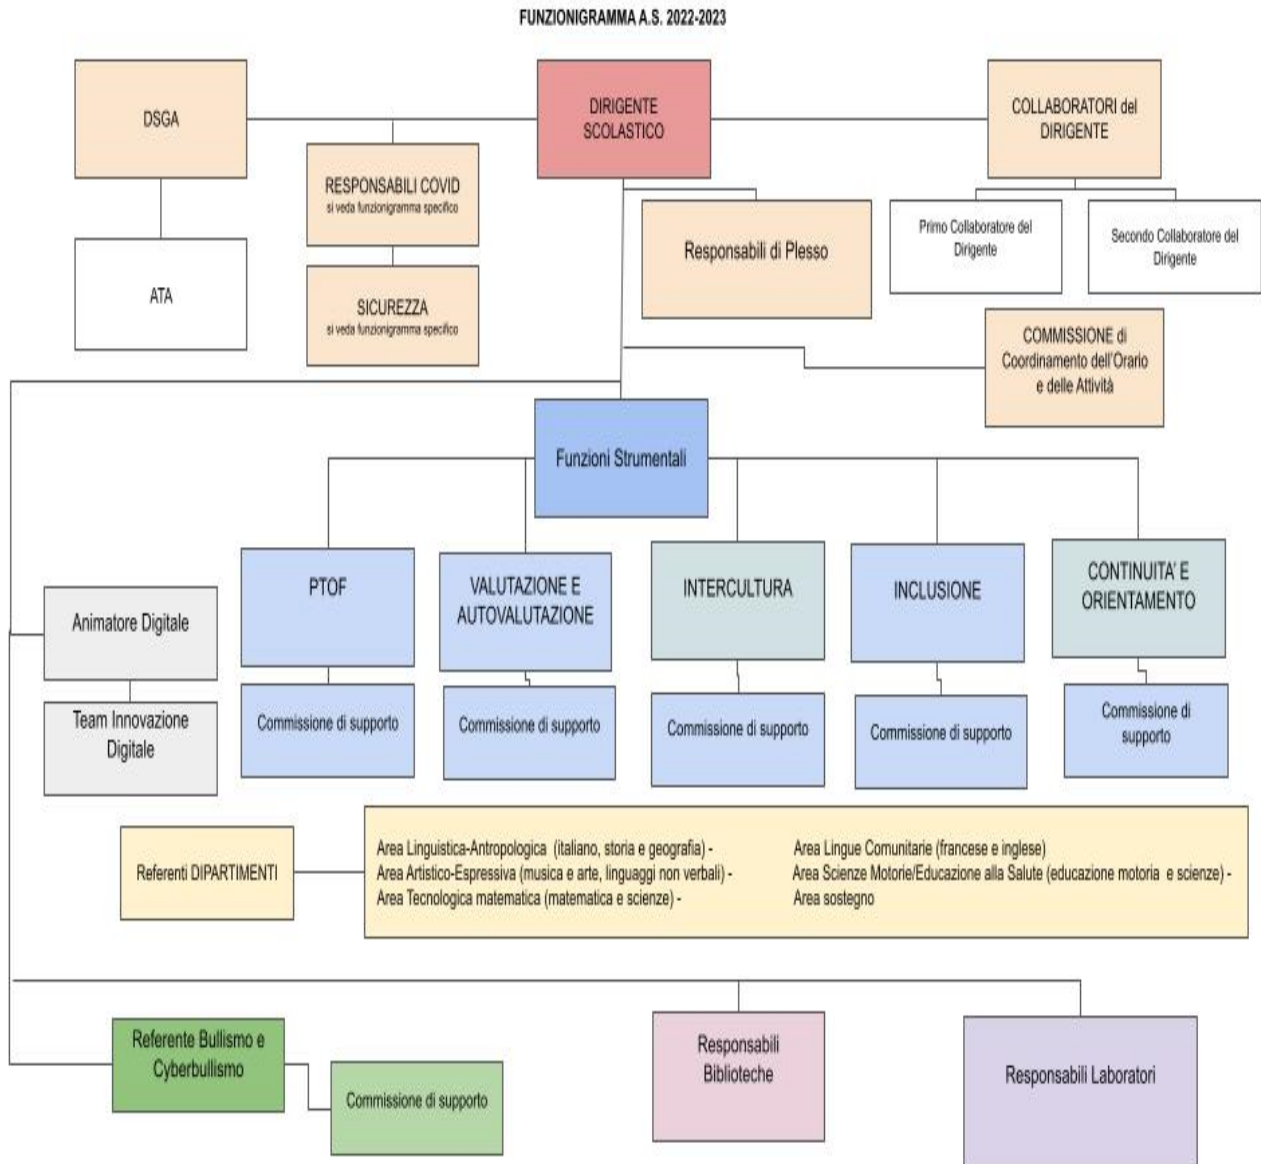 FUNZIONIGRAMMA A.S. 2022-2023
DSGA
DIRIGENTE
SCOLASTICO
COLLABORATORI del
DIRIGENTE
RESPONSABILI COVID
si veda funzionigramma specifico
Responsabili di Plesso
Primo Collaboratore del
Dirigente
Secondo Collaboratore del
Dirigente
ATA
SICUREZZA
si veda funzionigramma specifico
COMMISSIONE di
Coordinamento dell'Orario
e delle Attività
Funzioni Strumentali
PTOF
VALUTAZIONE E
AUTOVALUTAZIONE
INTERCULTURA
INCLUSIONE
CONTINUITA' E
ORIENTAMENTO
Animatore Digitale
Team Innovazione
Digitale
Commissione di supporto
Commissione di supporto
Commissione di supporto
Commissione di supporto
Commissione di
supporto
Referenti DIPARTIMENTI
Area Linguistica-Antropologica (italiano, storia e geografia) -
Area Artistico-Espressiva (musica e arte, linguaggi non verbali) -
Area Tecnologica matematica (matematica e scienze) -
Area Lingue Comunitarie (francese e inglese)
Area Scienze Motorie/Educazione alla Salute (educazione motoria e scienze) -
Area sostegno
Referente Bullismo e
Cyberbullismo
Commissione di supporto
Responsabili
Biblioteche
Responsabili Laboratori